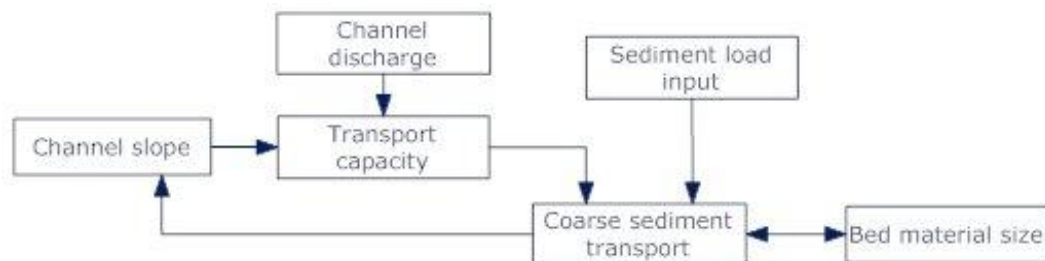 Channel
discharge
Sediment load
input
Channel slope
Transport
capacity
Coarse sediment
transport
Bed material size